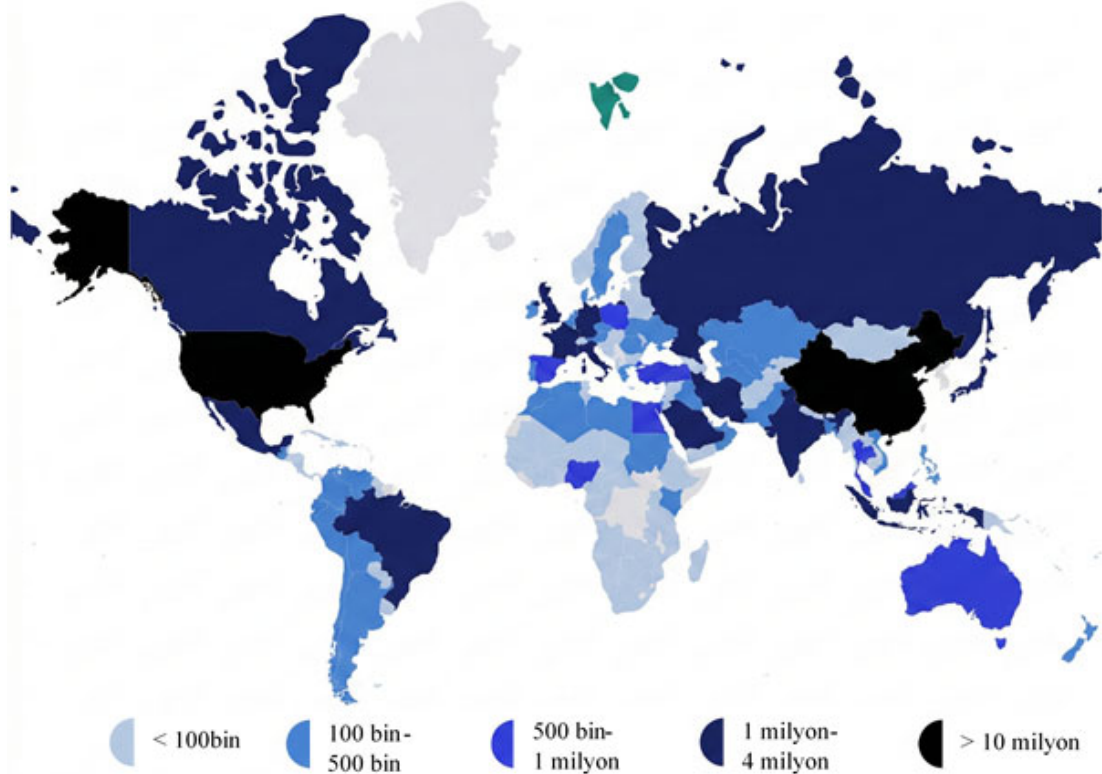 < 100bin
100 bin-
500 bin
500 bin-
1 milyon
1 milyon-
4 milyon
> 10 milyon